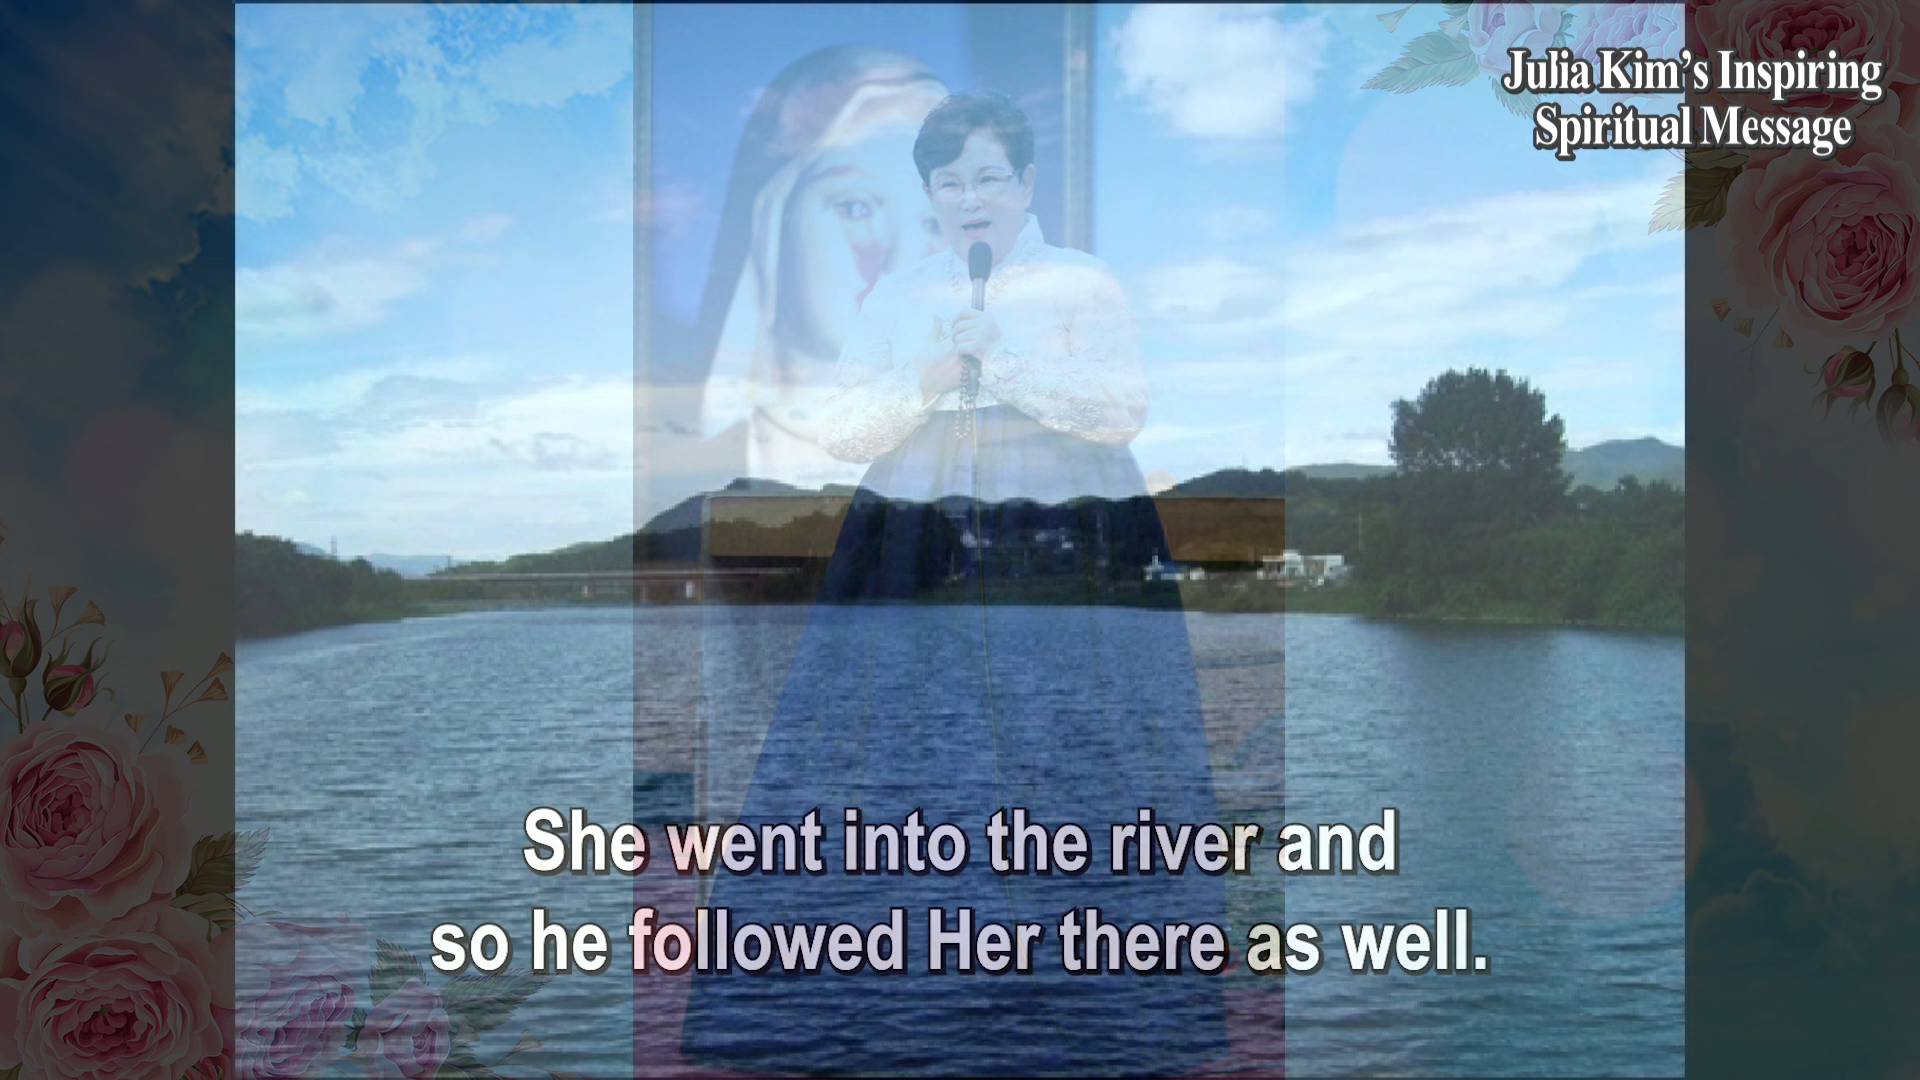 Julia Kim's Inspiring
Spiritual Message
She went into the river and
so he followed Her there as well.